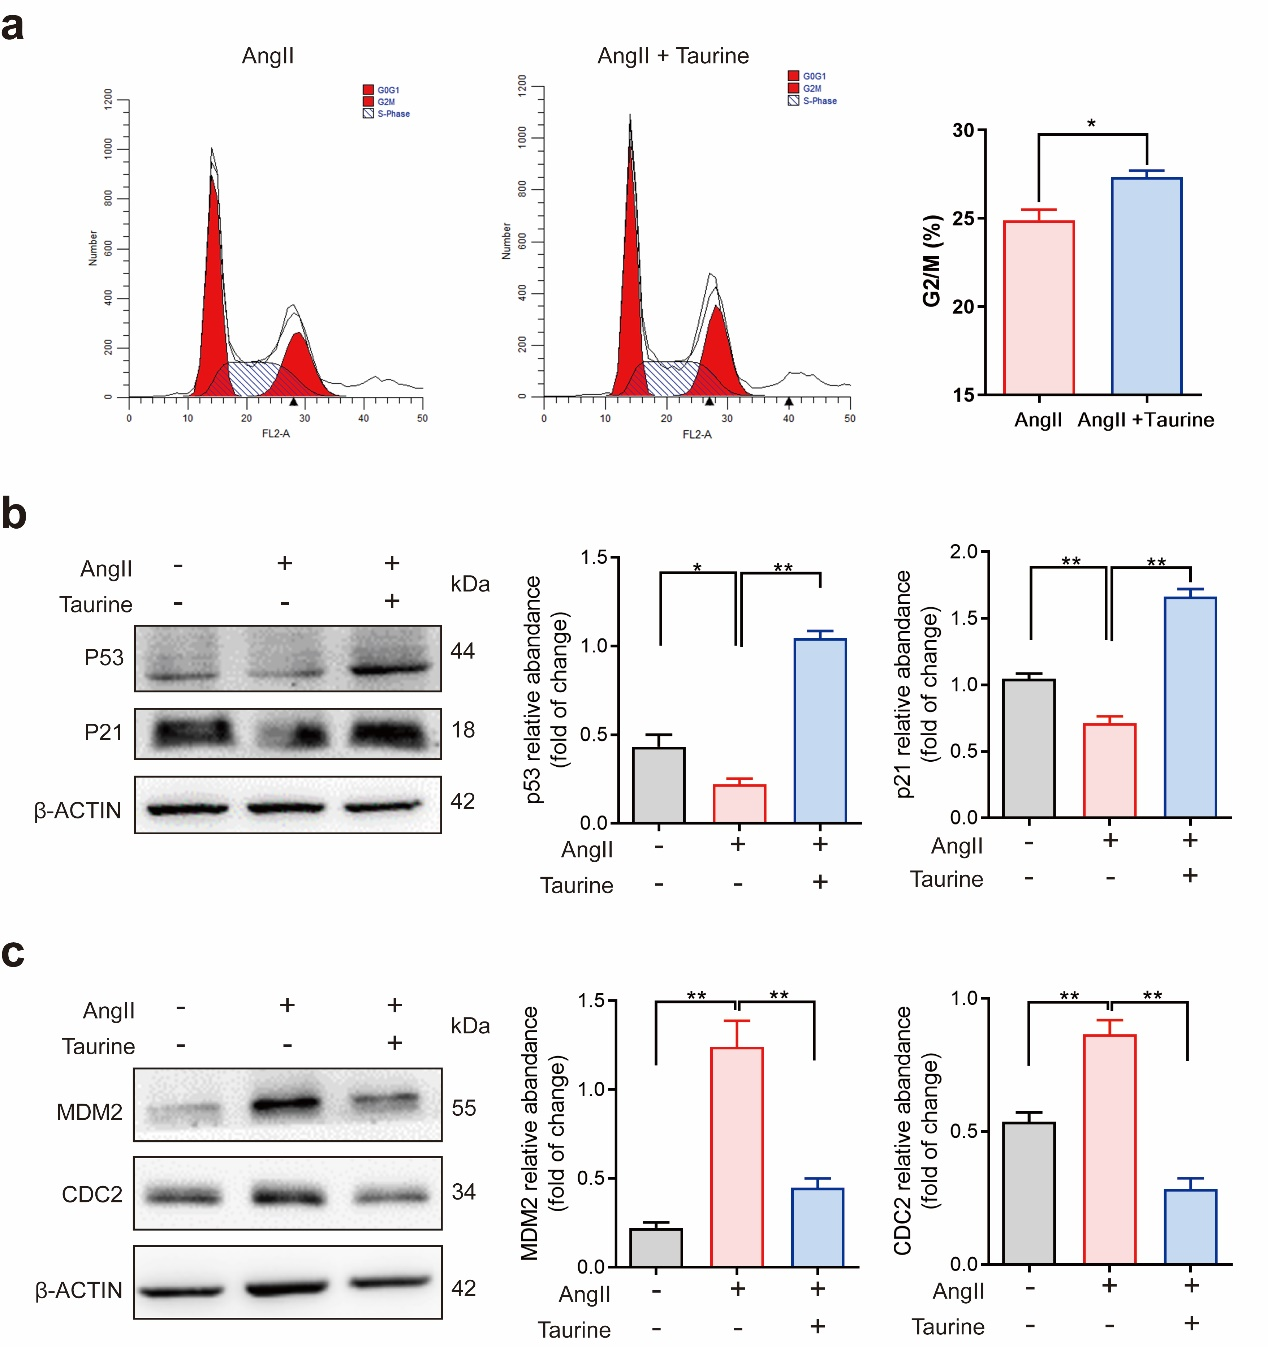 a
AngII
G0G1
G2M
S-Phase
1200
1000
800
600
400
200
0
Number
0 10 20 30 40 50
FL2-A
AngII + Taurine
G0G1
G2M
S-Phase
1200
1000
800
600
400
200
0
Number
0 10 20 30 40 50
FL2-A
*
30
25
20
15
G2/M (%)
AngII AngII +Taurine
b
AngII - + +
Taurine - - +
kDa
P53 44
P21 18
β-ACTIN 42
* **
1.5
1.0
0.5
0.0
p53 relative abandance
(fold of change)
AngII - + +
Taurine - - +
** **
2.0
1.5
1.0
0.5
0.0
p21 relative abandance
(fold of change)
AngII - + +
Taurine - - +
c
AngII - + +
Taurine - - +
kDa
MDM2 55
CDC2 34
β-ACTIN 42
** **
1.5
1.0
0.5
0.0
MDM2 relative abandance
(fold of change)
AngII - + +
Taurine - - +
** **
1.0
0.5
0.0
CDC2 relative abandance
(fold of change)
AngII - + +
Taurine - - +